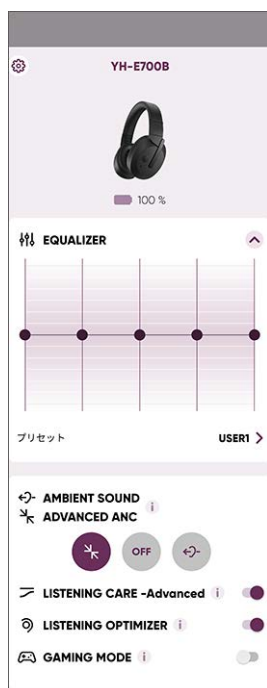 YH-E700B
100 %
EQUALIZER
プリセット USER1
AMBIENT SOUND
ADVANCED ANC
OFF
LISTENING CARE -Advanced
LISTENING OPTIMIZER
GAMING MODE